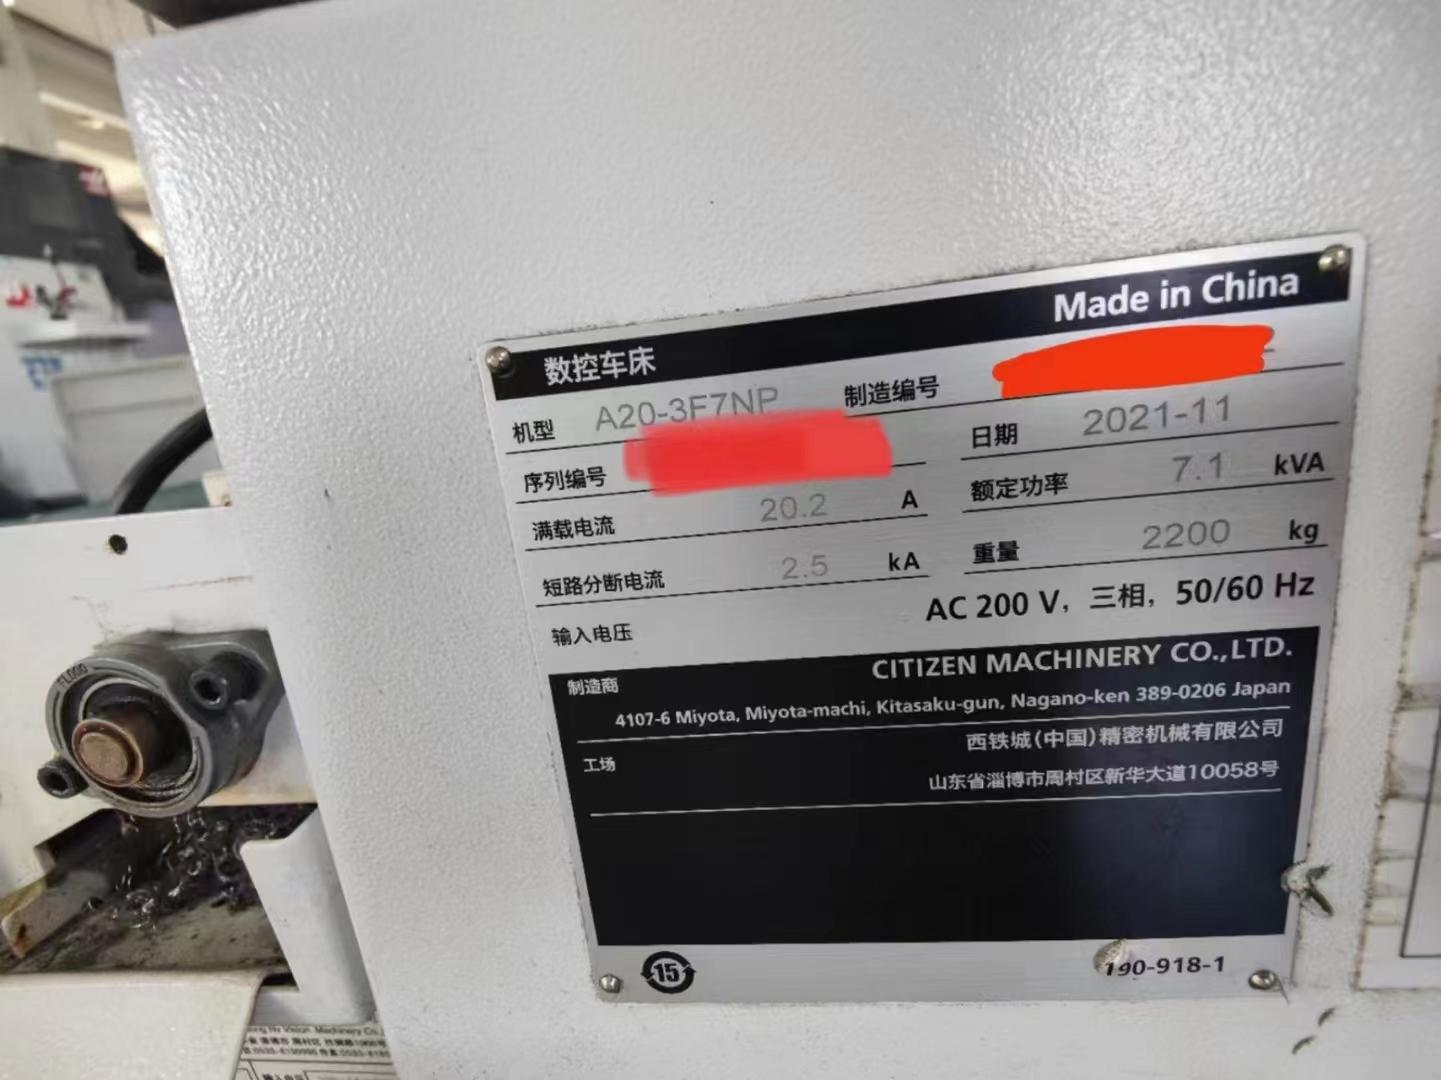 Made in China
数控车床
机型 A20-3F7NP 制造编号
序列编号 日期 2021-11
满载电流 20.2 A 额定功率 7.1 kVA
短路分断电流 2.5 kA 重量 2200 kg
输入电压 AC 200 V，三相，50/60 Hz
制造商 CITIZEN MACHINERY CO.,LTD.
4107-6 Miyota, Miyota-machi, Kitasaku-gun, Nagano-ken 389-0206 Japan
工场 西铁城(中国)精密机械有限公司
山东省淄博市周村区新华大道10058号
15
190-918-1
FL000
Vision Machinery Co.